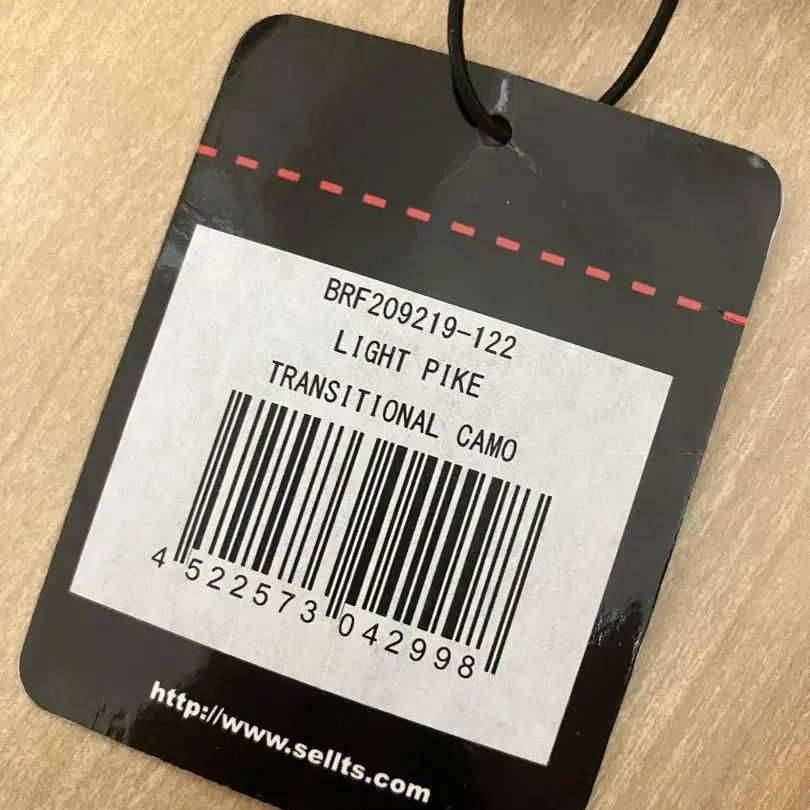 BRF209219-122
LIGHT PIKE
TRANSITIONAL CAMO
4 522573 042998
http://www.sellts.com